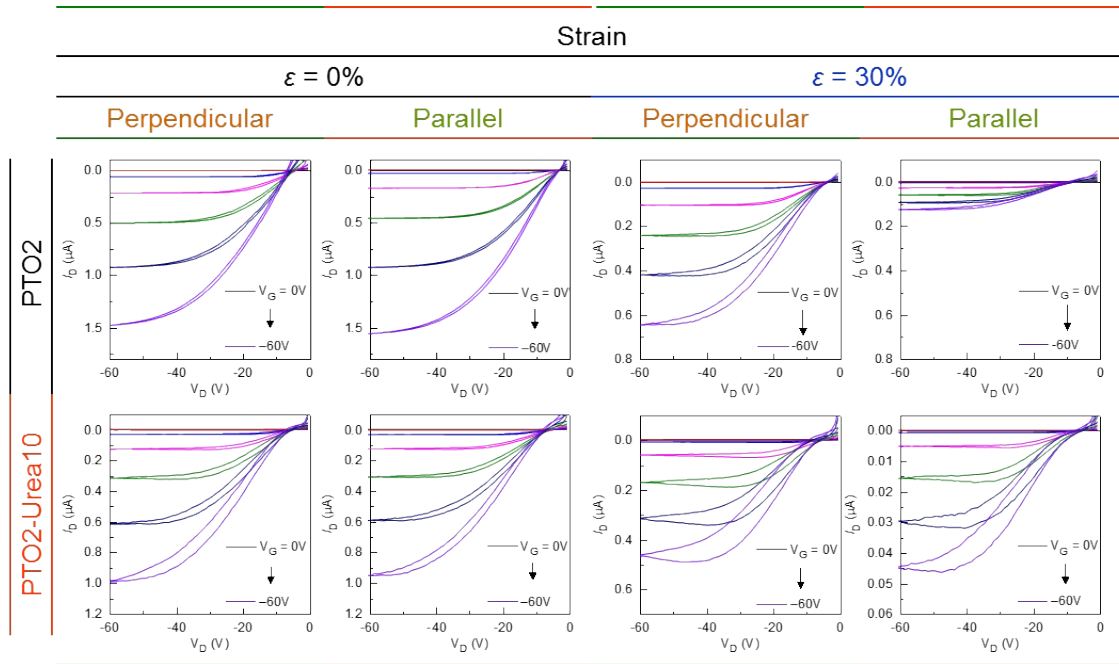 Strain
ε = 0%
ε = 30%
Perpendicular
Parallel
Perpendicular
Parallel
PTO2
0.0
0.5
1.0
1.5
I_D (µA)
V_G = 0V
–60V
-60 -40 -20 0
V_D (V)
0.0
0.5
1.0
1.5
I_D (µA)
V_G = 0V
–60V
-60 -40 -20 0
V_D (V)
0.0
0.2
0.4
0.6
0.8
I_D (µA)
V_G = 0V
-60V
-60 -40 -20 0
V_D (V)
0.0
0.2
0.4
0.6
0.8
I_D (µA)
V_G = 0V
-60V
-60 -40 -20 0
V_D (V)
PTO2-Urea10
0.0
0.2
0.4
0.6
0.8
1.0
1.2
I_D (µA)
V_G = 0V
–60V
-60 -40 -20 0
V_D (V)
0.0
0.2
0.4
0.6
0.8
1.0
1.2
I_D (µA)
V_G = 0V
–60V
-60 -40 -20 0
V_D (V)
0.0
0.2
0.4
0.6
I_D (µA)
V_G = 0V
–60V
-60 -40 -20 0
V_D (V)
0.00
0.01
0.02
0.03
0.04
0.05
0.06
I_D (µA)
V_G = 0V
–60V
-60 -40 -20 0
V_D (V)